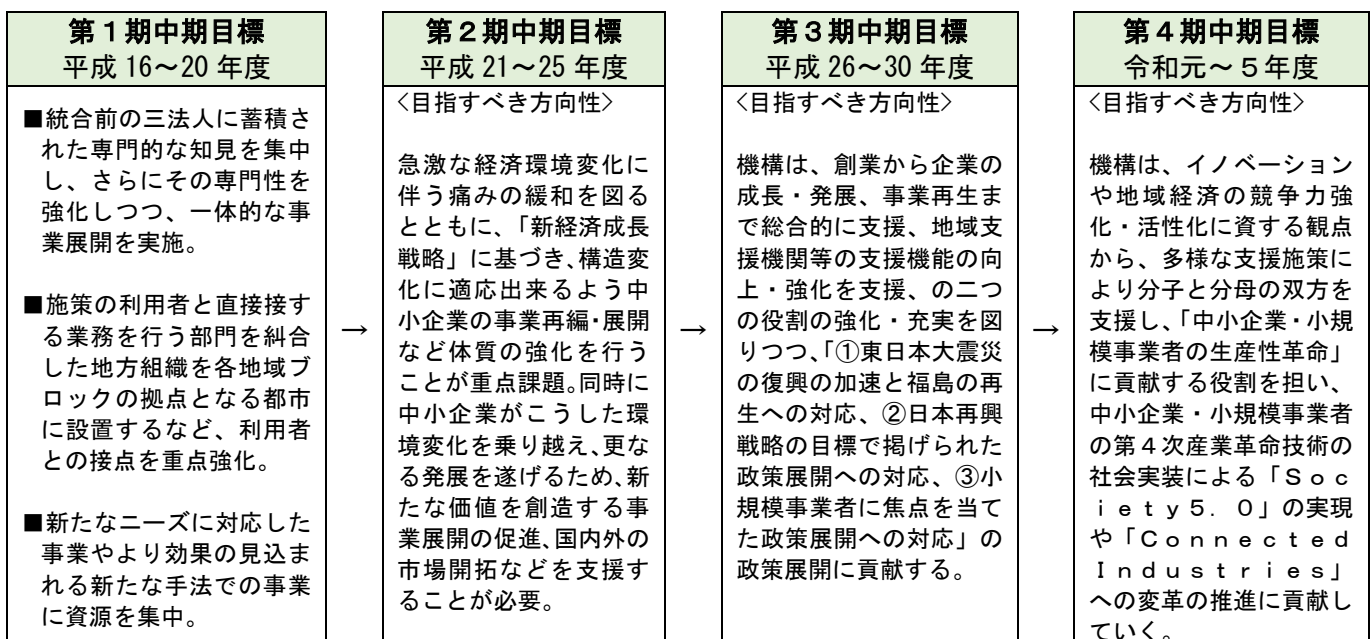 第1期中期目標
平成 16～20 年度
■統合前の三法人に蓄積さ
れた専門的な知見を集中
し、さらにその専門性を
強化しつつ、一体的な事
業展開を実施。
■施策の利用者と直接接す
る業務を行う部門を糾合
した地方組織を各地域ブ
ロックの拠点となる都市
に設置するなど、利用者
との接点を重点強化。
■新たなニーズに対応した
事業やより効果の見込ま
れる新たな手法での事業
に資源を集中。
→
第2期中期目標
平成 21～25 年度
〈目指すべき方向性〉
急激な経済環境変化に
伴う痛みの緩和を図る
とともに、「新経済成長
戦略」に基づき、構造変
化に適応出来るよう中
小企業の事業再編・展開
など体質の強化を行う
ことが重点課題。同時に
中小企業がこうした環
境変化を乗り越え、更な
る発展を遂げるため、新
たな価値を創造する事
業展開の促進、国内外の
市場開拓などを支援す
ることが必要。
→
第3期中期目標
平成 26～30 年度
〈目指すべき方向性〉
機構は、創業から企業の
成長・発展、事業再生ま
で総合的に支援、地域支
援機関等の支援機能の向
上・強化を支援、の二つ
の役割の強化・充実を図
りつつ、「①東日本大震災
の復興の加速と福島の再
生への対応、②日本再興
戦略の目標で掲げられた
政策展開への対応、③小
規模事業者に焦点を当て
た政策展開への対応」の
政策展開に貢献する。
→
第4期中期目標
令和元～５年度
〈目指すべき方向性〉
機構は、イノベーション
や地域経済の競争力強
化・活性化に資する観点
から、多様な支援施策に
より分子と分母の双方を
支援し、「中小企業・小規
模事業者の生産性革命」
に貢献する役割を担い、
中小企業・小規模事業者
の第４次産業革命技術の
社会実装による「Ｓｏｃ
ｉｅｔｙ５．０」の実現
や「Ｃｏｎｎｅｃｔｅｄ
Ｉｎｄｕｓｔｒｉｅｓ」
への変革の推進に貢献し
ていく。